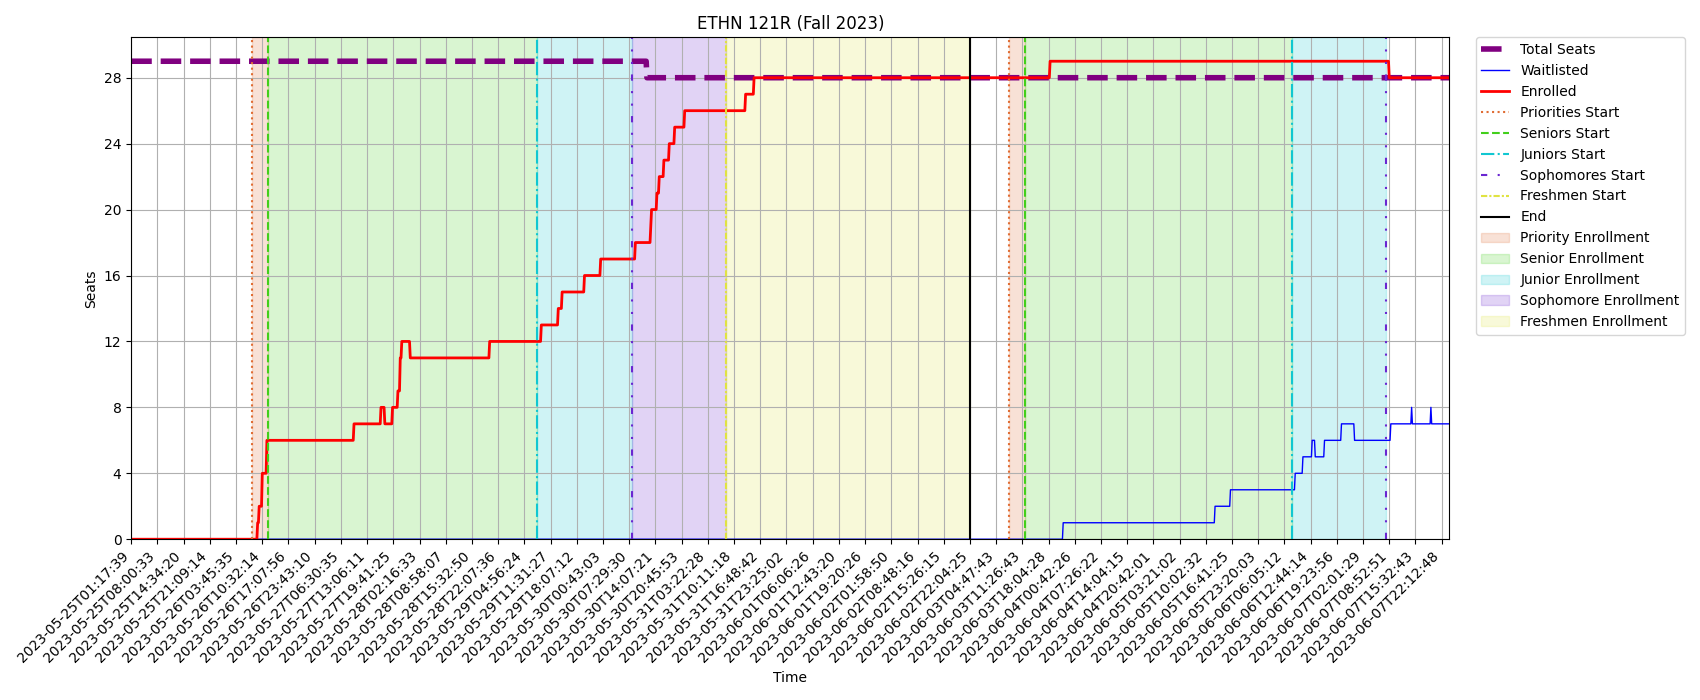 ETHN 121R (Fall 2023)
Seats
28
24
20
16
12
8
4
0
2023-05-25T01:17:39
2023-05-25T08:00:33
2023-05-25T14:34:20
2023-05-25T21:09:14
2023-05-26T03:45:35
2023-05-26T10:32:14
2023-05-26T17:07:56
2023-05-26T23:43:10
2023-05-27T06:30:35
2023-05-27T13:06:11
2023-05-27T19:41:25
2023-05-28T02:16:33
2023-05-28T08:58:07
2023-05-28T15:32:50
2023-05-28T22:07:36
2023-05-29T04:56:24
2023-05-29T11:31:27
2023-05-29T18:07:12
2023-05-30T00:43:03
2023-05-30T07:29:30
2023-05-30T14:07:21
2023-05-30T20:45:53
2023-05-31T03:22:28
2023-05-31T10:11:18
2023-05-31T16:48:42
2023-05-31T23:25:02
2023-06-01T06:06:26
2023-06-01T12:43:20
2023-06-01T19:20:26
2023-06-02T01:58:50
2023-06-02T08:48:16
2023-06-02T15:26:15
2023-06-02T22:04:25
2023-06-03T04:47:43
2023-06-03T11:26:43
2023-06-03T18:04:28
2023-06-04T00:42:26
2023-06-04T07:26:22
2023-06-04T14:04:15
2023-06-04T20:42:01
2023-06-05T03:21:02
2023-06-05T10:02:32
2023-06-05T16:41:25
2023-06-05T23:20:03
2023-06-06T06:05:12
2023-06-06T12:44:14
2023-06-06T19:23:56
2023-06-07T02:01:29
2023-06-07T08:52:51
2023-06-07T15:32:43
2023-06-07T22:12:48
Time
Total Seats
Waitlisted
Enrolled
Priorities Start
Seniors Start
Juniors Start
Sophomores Start
Freshmen Start
End
Priority Enrollment
Senior Enrollment
Junior Enrollment
Sophomore Enrollment
Freshmen Enrollment